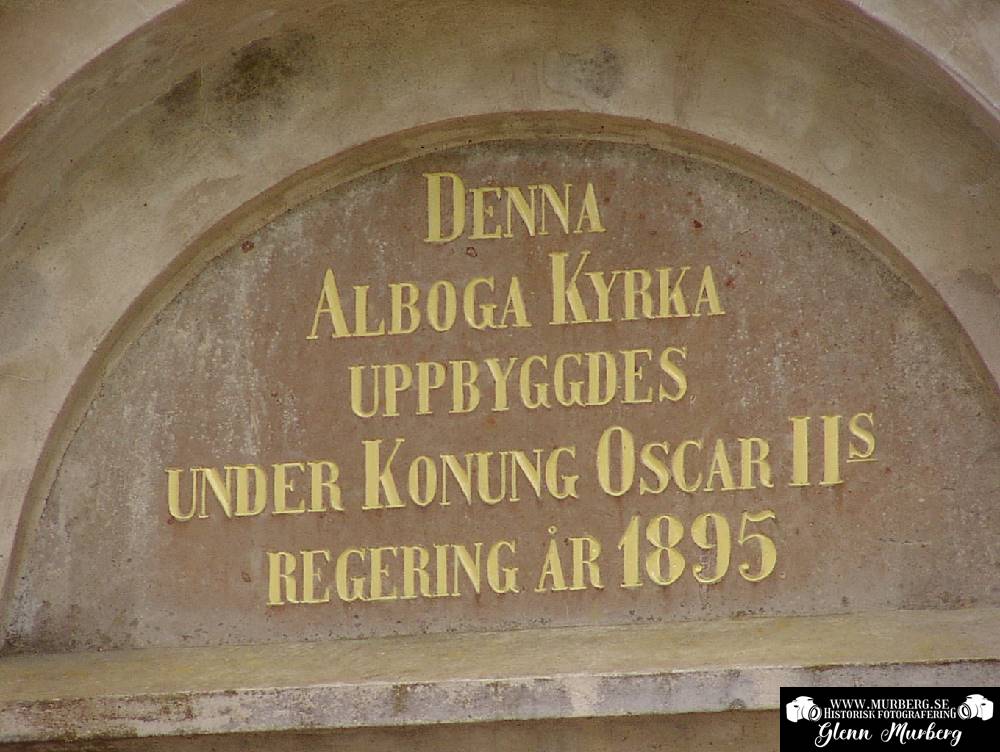 DENNA
ALBOGA KYRKA
UPPBYGGDES
UNDER KONUNG OSCAR IIS
REGERING ÅR 1895
WWW.MURBERG.SE
HISTORISK FOTOGRAFERING
Glenn Murberg